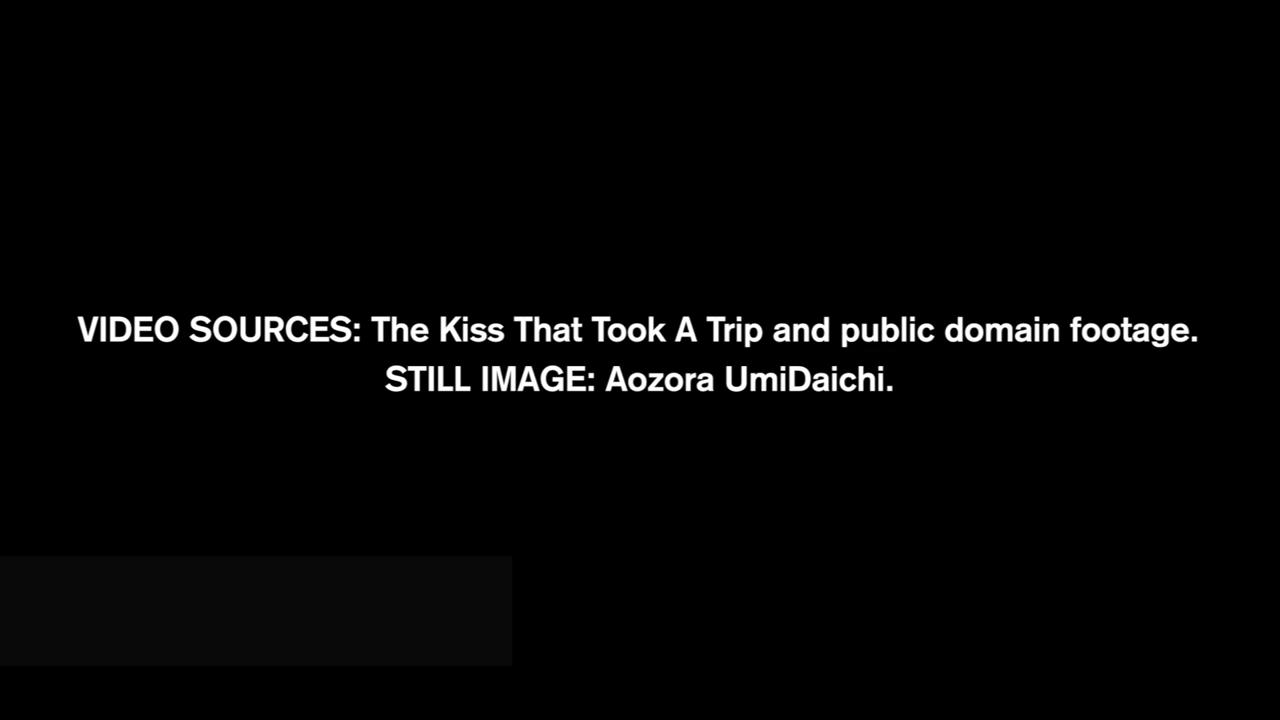 VIDEO SOURCES: The Kiss That Took A Trip and public domain footage.
STILL IMAGE: Aozora UmiDaichi.